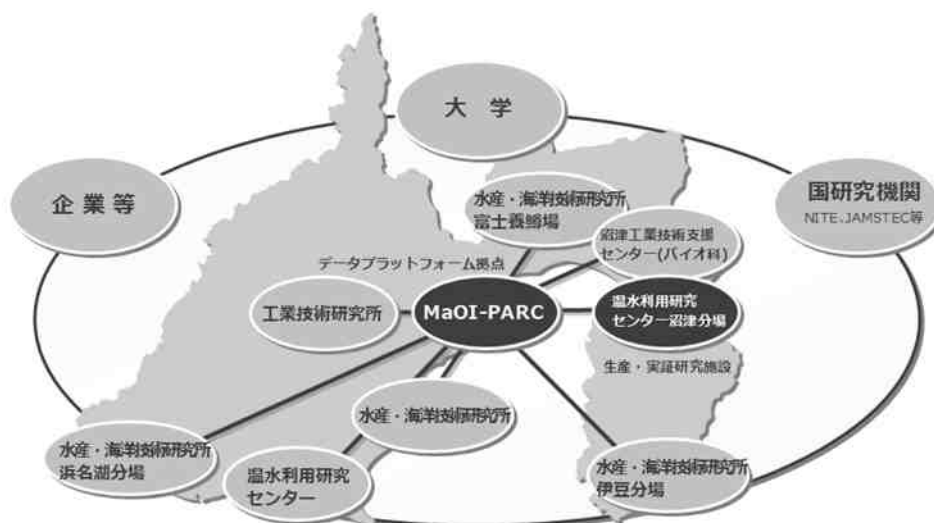 大 学
企 業 等
国研究機関
NITE、JAMSTEC等
水産・海洋技術研究所
富士養鱒場
沼津工業技術支援
センター(バイオ科)
データプラットフォーム拠点
工業技術研究所
MaOI-PARC
温水利用研究
センター沼津分場
生産・実証研究施設
水産・海洋技術研究所
水産・海洋技術研究所
浜名湖分場
温水利用研究
センター
水産・海洋技術研究所
伊豆分場